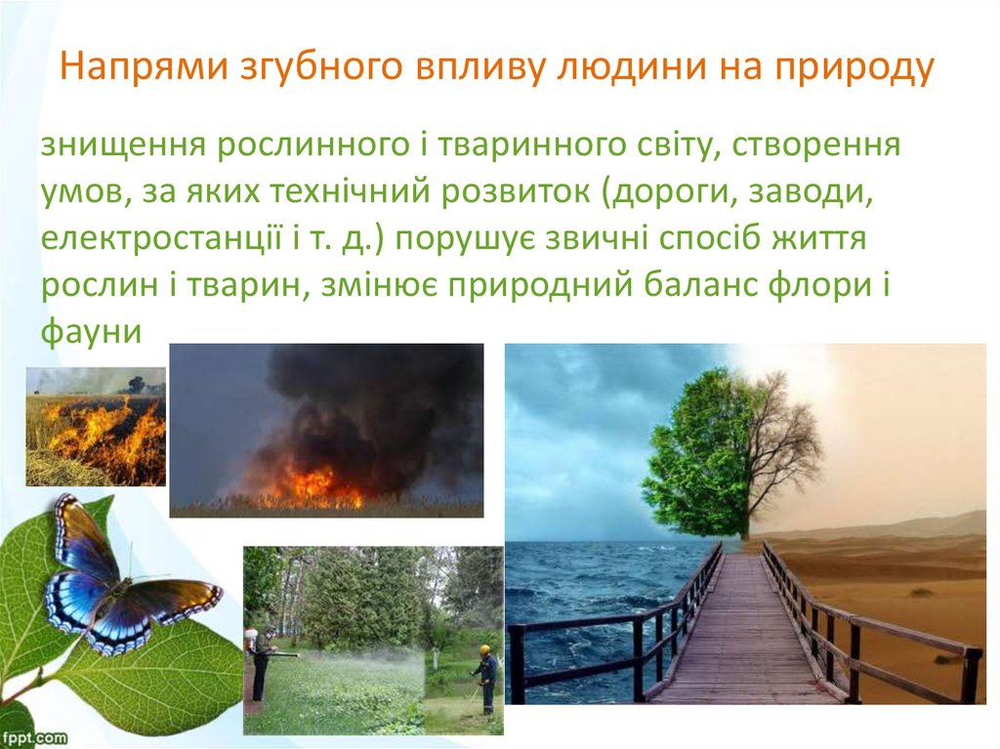 Напрями згубного впливу людини на природу
знищення рослинного і тваринного світу, створення
умов, за яких технічний розвиток (дороги, заводи,
електростанції і т. д.) порушує звичні спосіб життя
рослин і тварин, змінює природний баланс флори і
фауни
fppt.com